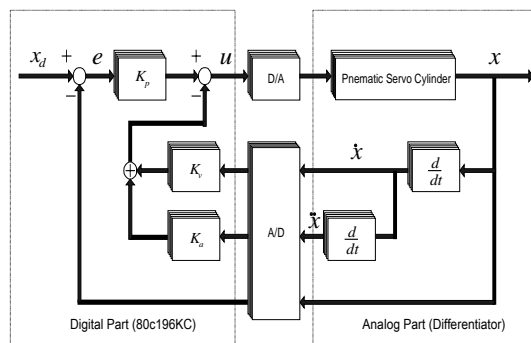 x_d + e K_p + u D/A Pnematic Servo Cylinder x
− −
ẋ d/dt
+ K_v
A/D
K_a ẍ d/dt
Digital Part (80c196KC) Analog Part (Differentiator)